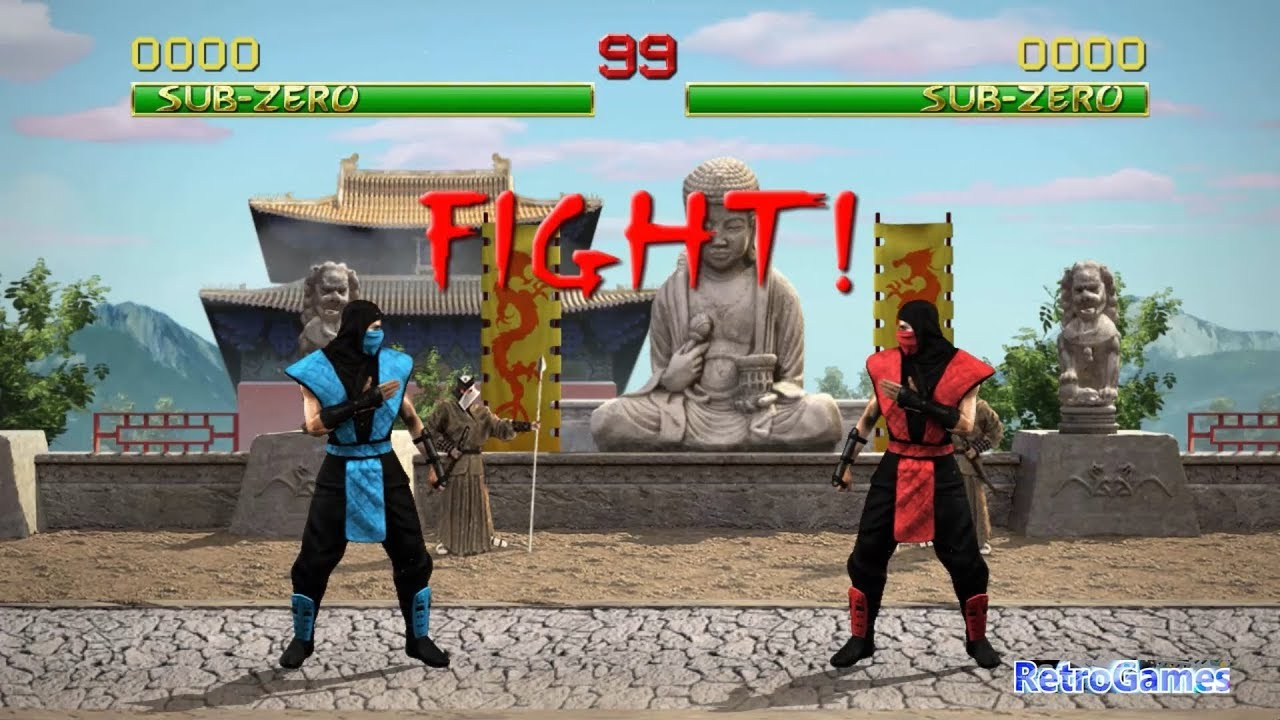 0000 99 0000
SUB-ZERO SUB-ZERO
FIGHT!
RetroGames